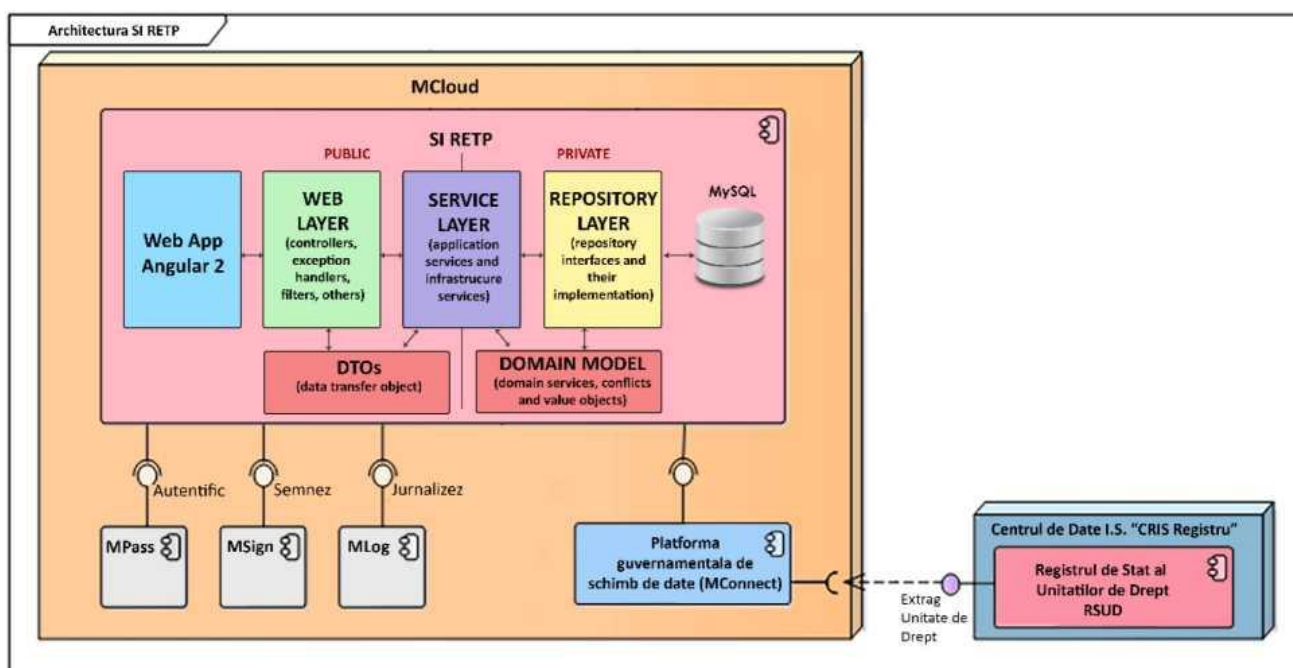 Architectura SI RETP
MCloud
SI RETP
PUBLIC
PRIVATE
Web App
Angular 2
WEB
LAYER
(controllers,
exception
handlers,
filters, others)
SERVICE
LAYER
(application
services and
infrastrucure
services)
REPOSITORY
LAYER
(repository
interfaces and
their
implementation)
MySQL
DTOs
(data transfer object)
DOMAIN MODEL
(domain services, conflicts
and value objects)
Autentific
Semnez
Jurnalizez
MPass
MSign
MLog
Platforma
guvernamentala de
schimb de date (MConnect)
Extrag
Unitate de
Drept
Centrul de Date I.S. "CRIS Registru"
Registrul de Stat al
Unitatilor de Drept
RSUD